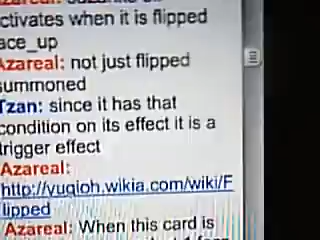 ctivates when it is flipped
ace_up
Azareal: not just flipped
summoned
Tzan: since it has that
condition on its effect it is a
trigger effect
Azareal:
http://yugioh.wikia.com/wiki/F
lipped
Azareal: When this card is